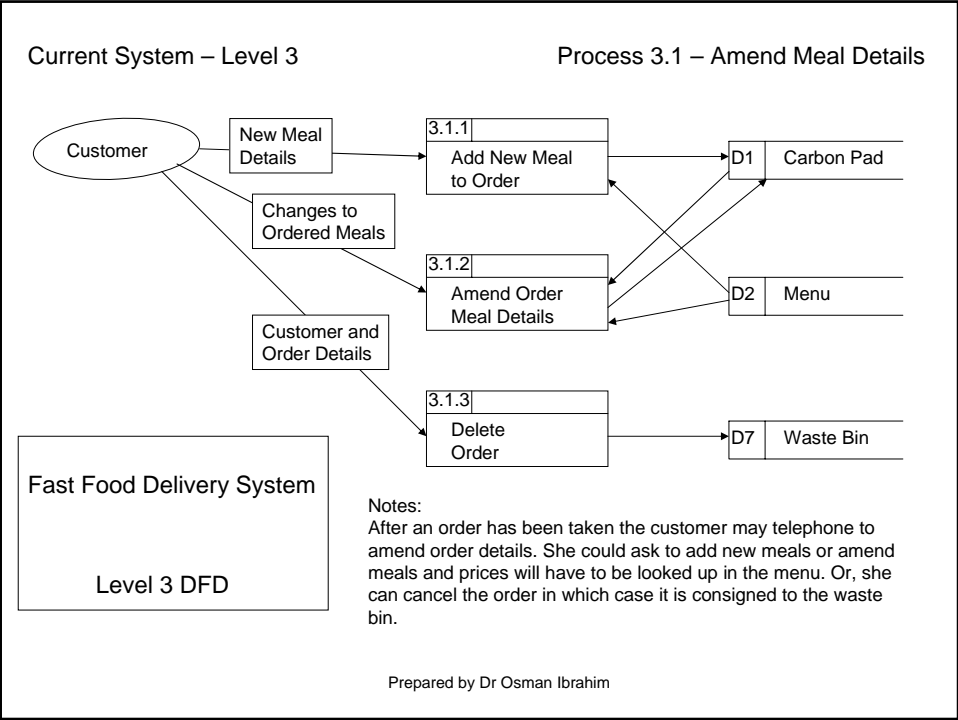 Current System – Level 3
Process 3.1 – Amend Meal Details
Customer
New Meal
Details
3.1.1
Add New Meal
to Order
D1
Carbon Pad
Changes to
Ordered Meals
3.1.2
Amend Order
Meal Details
D2
Menu
Customer and
Order Details
3.1.3
Delete
Order
D7
Waste Bin
Fast Food Delivery System
Level 3 DFD
Notes:
After an order has been taken the customer may telephone to
amend order details. She could ask to add new meals or amend
meals and prices will have to be looked up in the menu. Or, she
can cancel the order in which case it is consigned to the waste
bin.
Prepared by Dr Osman Ibrahim